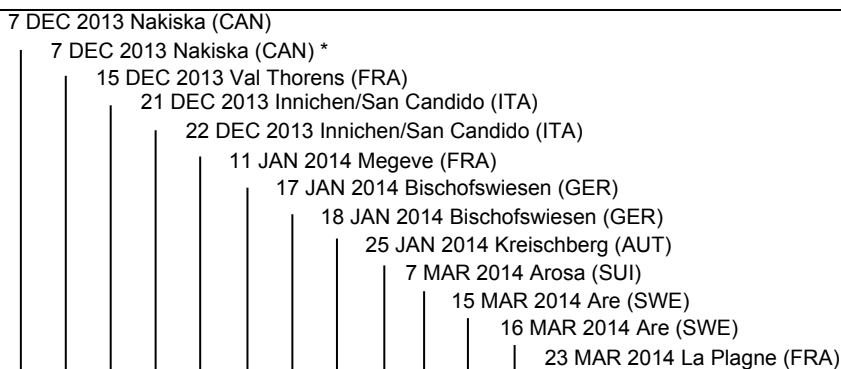 7 DEC 2013 Nakiska (CAN)
7 DEC 2013 Nakiska (CAN) *
15 DEC 2013 Val Thorens (FRA)
21 DEC 2013 Innichen/San Candido (ITA)
22 DEC 2013 Innichen/San Candido (ITA)
11 JAN 2014 Megeve (FRA)
17 JAN 2014 Bischofswiesen (GER)
18 JAN 2014 Bischofswiesen (GER)
25 JAN 2014 Kreischberg (AUT)
7 MAR 2014 Arosa (SUI)
15 MAR 2014 Are (SWE)
16 MAR 2014 Are (SWE)
23 MAR 2014 La Plagne (FRA)